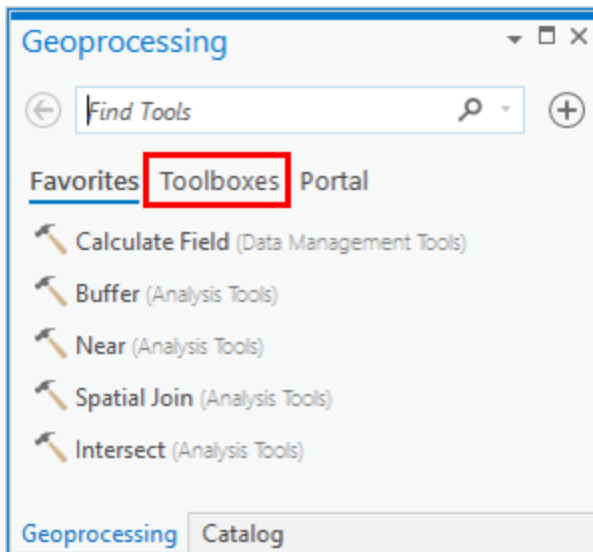 Geoprocessing
Find Tools
Favorites Toolboxes Portal
Calculate Field (Data Management Tools)
Buffer (Analysis Tools)
Near (Analysis Tools)
Spatial Join (Analysis Tools)
Intersect (Analysis Tools)
Geoprocessing Catalog